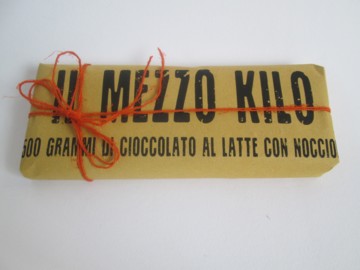 IL MEZZO KILO
500 GRAMMI DI CIOCCOLATO AL LATTE CON NOCCIO